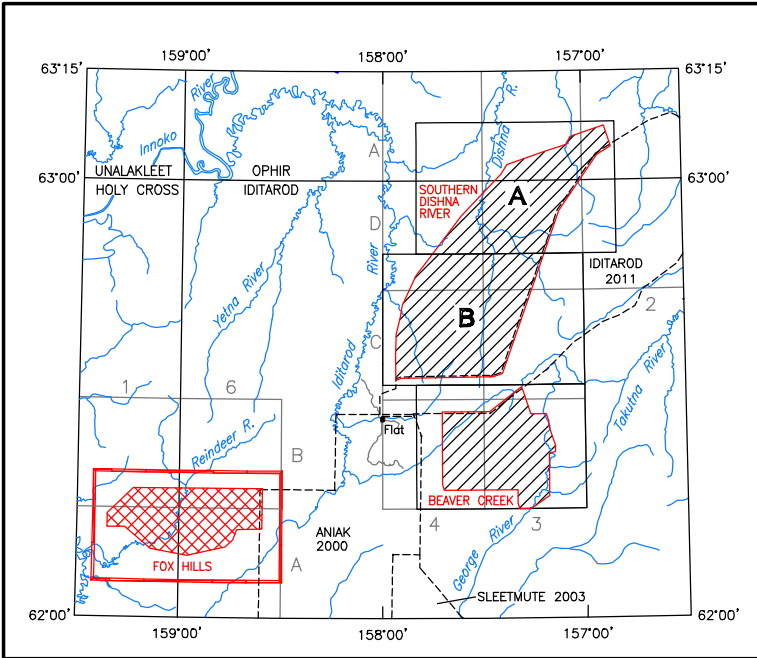 159°00'
158°00'
157°00'
63°15'
63°15'
River
Innoko
Dishna R.
A
UNALAKLEET
OPHIR
63°00'
63°00'
HOLY CROSS
IDITAROD
SOUTHERN
DISHNA
RIVER
A
D
River
Yetna River
IDITAROD
2011
2
B
C
Iditarod
Takutna River
1
6
Reindeer R.
Flat
B
BEAVER CREEK
4
3
ANIAK
2000
FOX HILLS
A
George River
SLEETMUTE 2003
62°00'
62°00'
159°00'
158°00'
157°00'